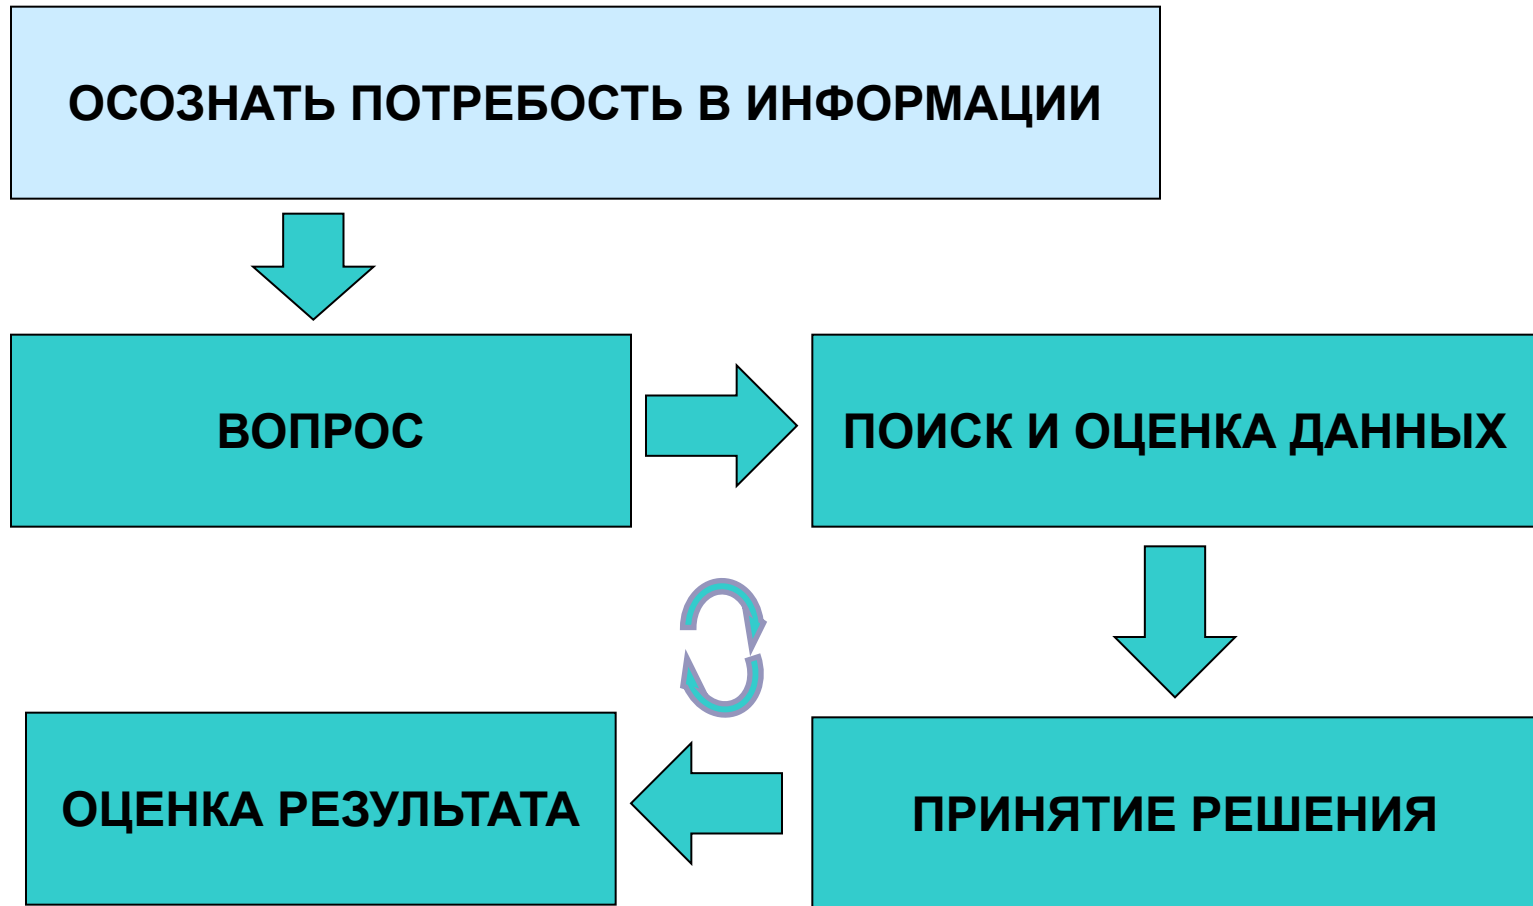 ОСОЗНАТЬ ПОТРЕБОСТЬ В ИНФОРМАЦИИ
ВОПРОС
ПОИСК И ОЦЕНКА ДАННЫХ
ОЦЕНКА РЕЗУЛЬТАТА
ПРИНЯТИЕ РЕШЕНИЯ